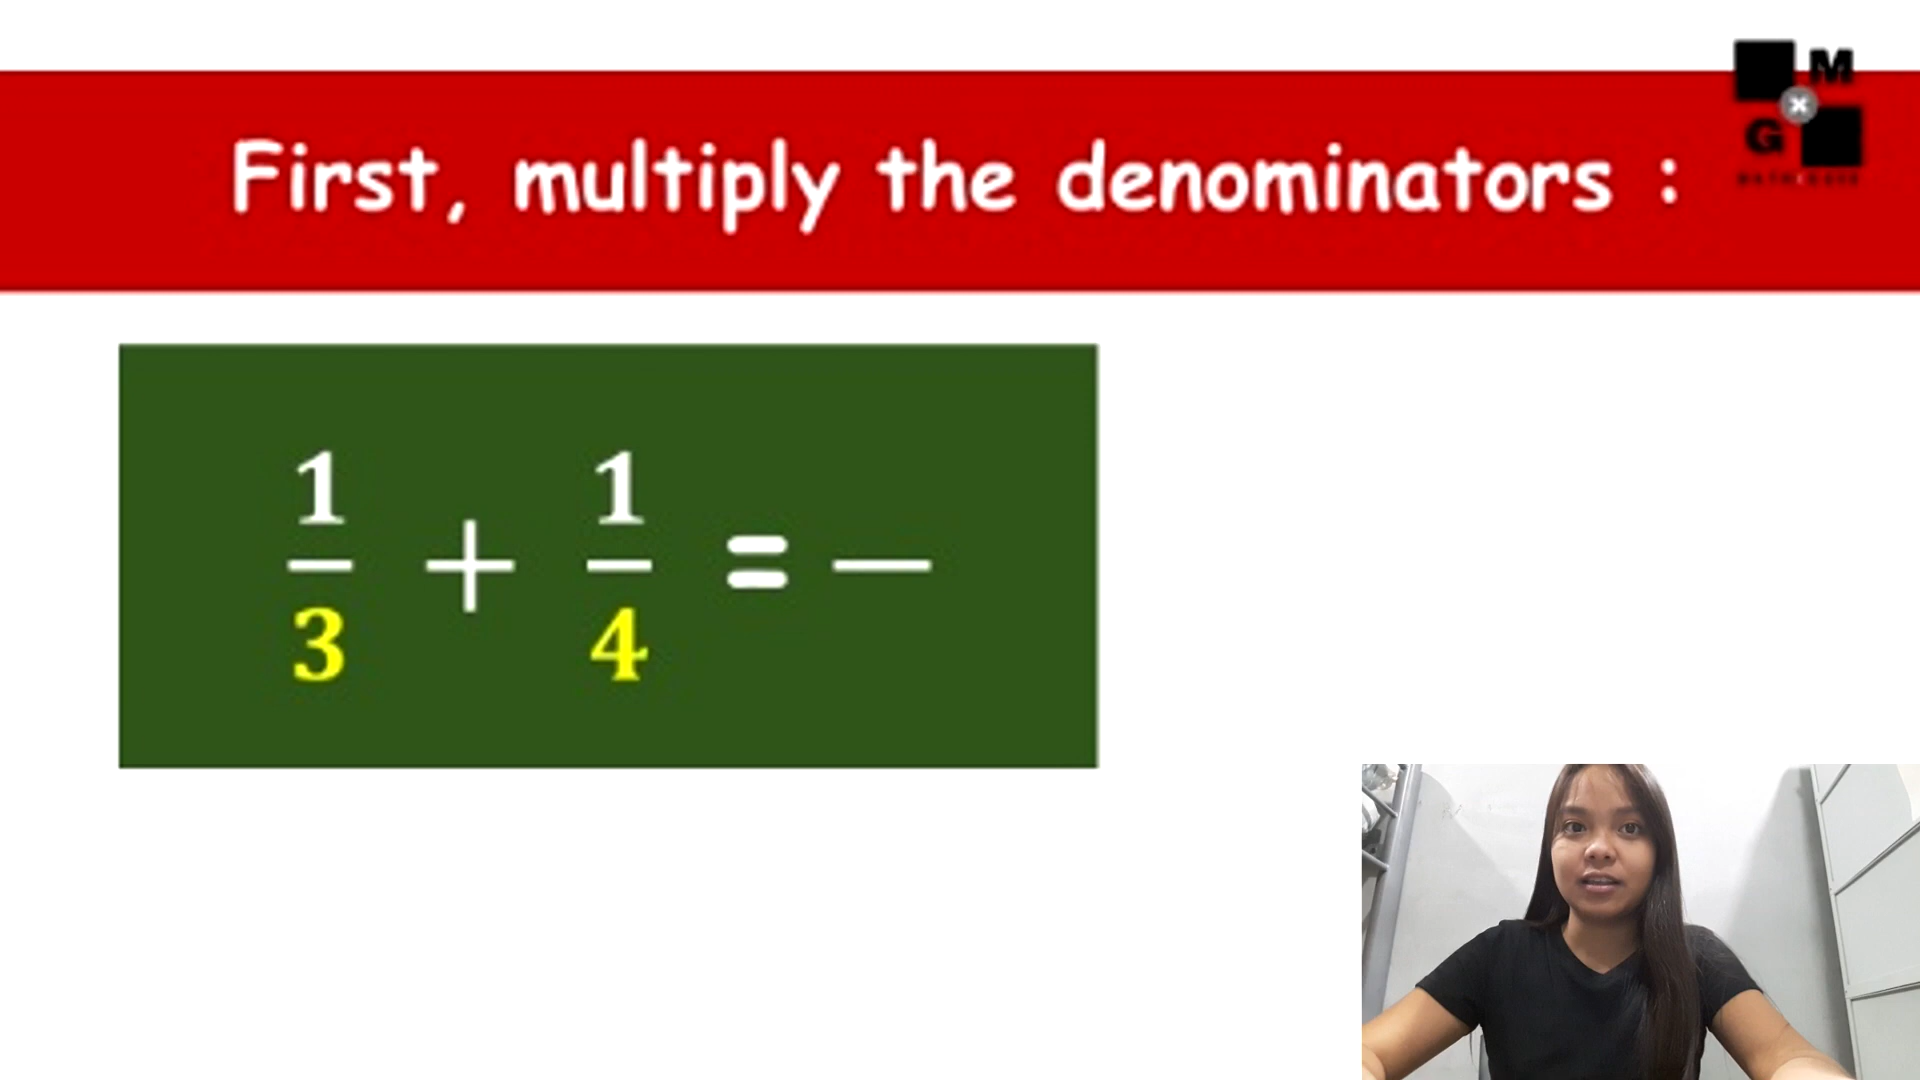 M
G
First, multiply the denominators :
1 1
— + — = —
3 4